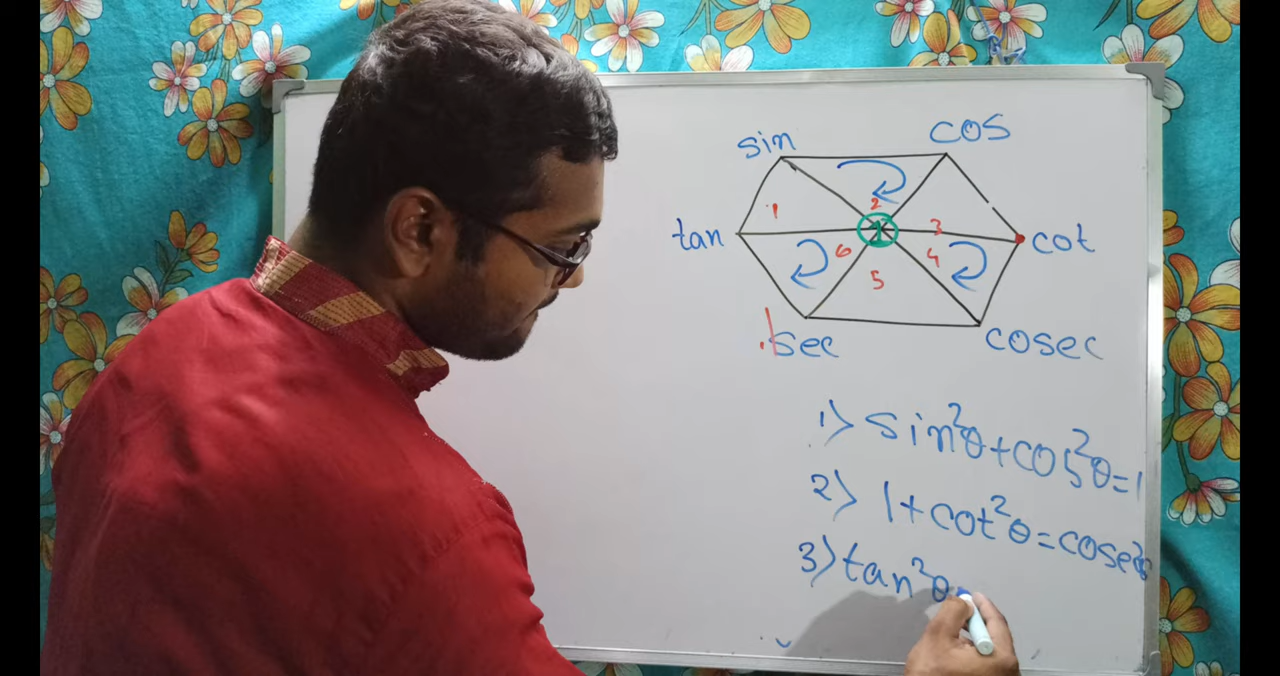 sin cos
1 2
tan 1 3 cot
6 4
5
sec cosec
1) sin²θ+cos²θ=1
2) 1+cot²θ=cosec²θ
3) tan²θ